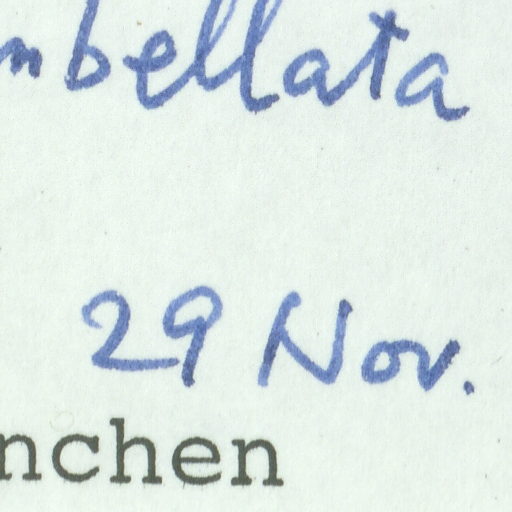 mbellata
29 Nov.
nchen